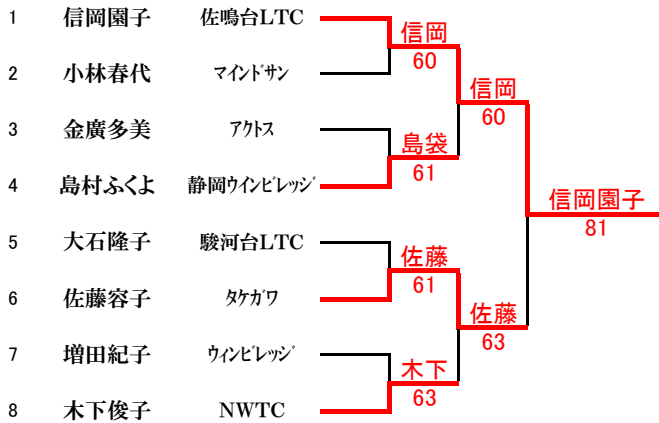 1 信岡園子 佐鳴台LTC
信岡
60
2 小林春代 マインドサン
信岡
60
3 金廣多美 アクトス
島袋
61
4 島村ふくよ 静岡ウインビレッジ
信岡園子
81
5 大石隆子 駿河台LTC
佐藤
61
6 佐藤容子 タケガワ
佐藤
63
7 増田紀子 ウィンビレッジ
木下
63
8 木下俊子 NWTC